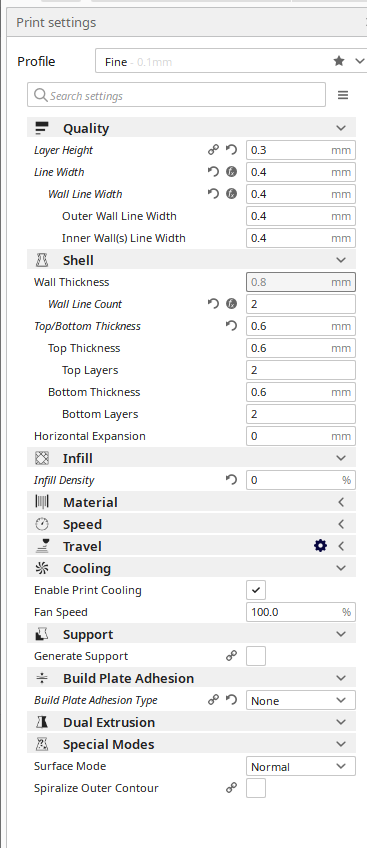 Print settings
Profile Fine - 0.1mm
Search settings
Quality
Layer Height 0.3 mm
Line Width 0.4 mm
Wall Line Width 0.4 mm
Outer Wall Line Width 0.4 mm
Inner Wall(s) Line Width 0.4 mm
Shell
Wall Thickness 0.8 mm
Wall Line Count 2
Top/Bottom Thickness 0.6 mm
Top Thickness 0.6 mm
Top Layers 2
Bottom Thickness 0.6 mm
Bottom Layers 2
Horizontal Expansion 0 mm
Infill
Infill Density 0 %
Material
Speed
Travel
Cooling
Enable Print Cooling
Fan Speed 100.0 %
Support
Generate Support
Build Plate Adhesion
Build Plate Adhesion Type None
Dual Extrusion
Special Modes
Surface Mode Normal
Spiralize Outer Contour